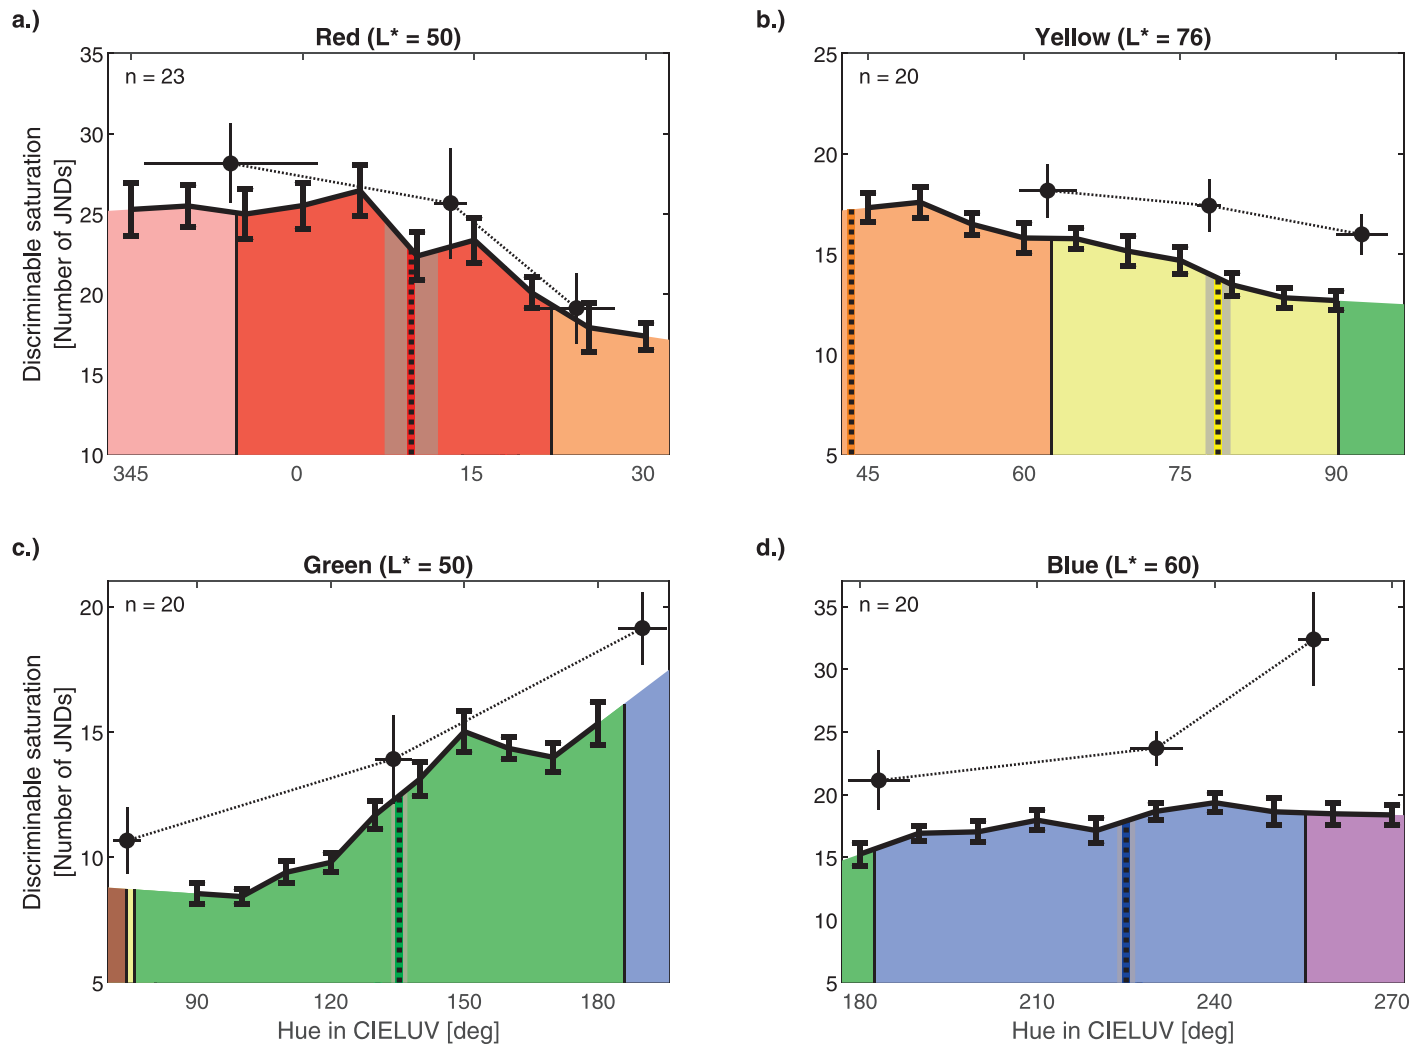 a.)
Red (L* = 50)
n = 23
35
30
25
20
15
10
Discriminable saturation
[Number of JNDs]
345
0
15
30
b.)
Yellow (L* = 76)
n = 20
25
20
15
10
5
45
60
75
90
c.)
Green (L* = 50)
n = 20
20
15
10
5
Discriminable saturation
[Number of JNDs]
90
120
150
180
Hue in CIELUV [deg]
d.)
Blue (L* = 60)
n = 20
35
30
25
20
15
10
5
180
210
240
270
Hue in CIELUV [deg]